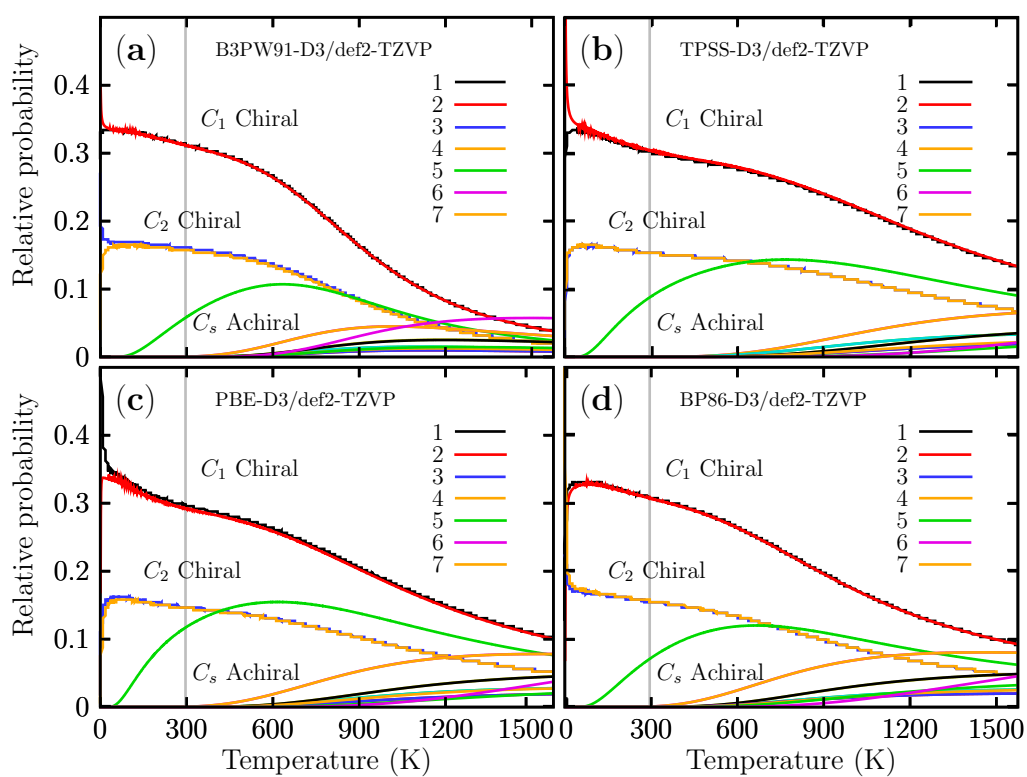 (a) B3PW91-D3/def2-TZVP
Relative probability
0.4
0.3
0.2
0.1
0
C1 Chiral
C2 Chiral
Cs Achiral
1
2
3
4
5
6
7
(b) TPSS-D3/def2-TZVP
C1 Chiral
C2 Chiral
Cs Achiral
1
2
3
4
5
6
7
(c) PBE-D3/def2-TZVP
Relative probability
0.4
0.3
0.2
0.1
0
C1 Chiral
C2 Chiral
Cs Achiral
1
2
3
4
5
6
7
0 300 600 900 1200 1500
Temperature (K)
(d) BP86-D3/def2-TZVP
C1 Chiral
C2 Chiral
Cs Achiral
1
2
3
4
5
6
7
0 300 600 900 1200 1500
Temperature (K)